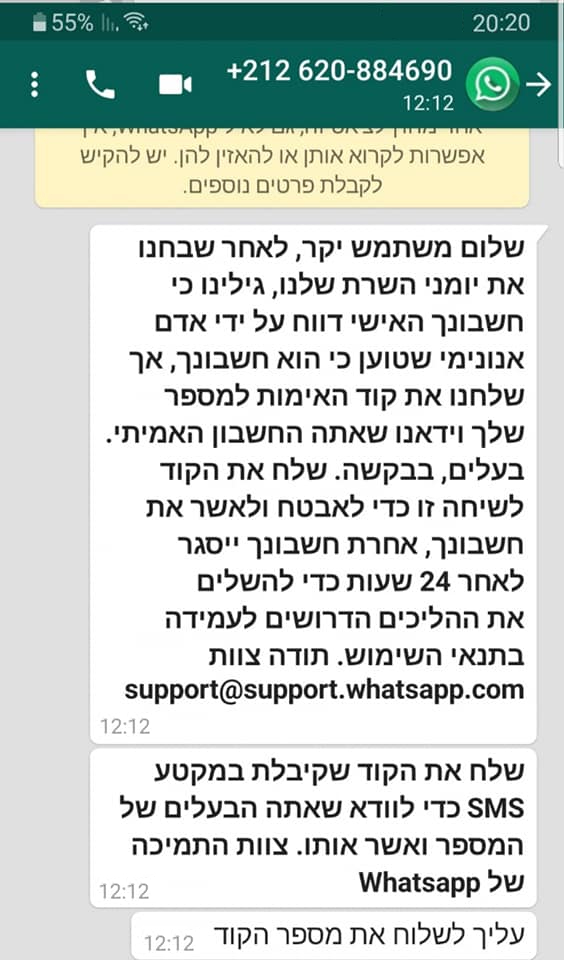 55%
20:20
+212 620-884690
12:12
אפשרות לקרוא אותן או להאזין להן. יש להקיש
לקבלת פרטים נוספים.
שלום משתמש יקר, לאחר שבחנו
את יומני השרת שלנו, גילינו כי
חשבונך האישי דווח על ידי אדם
אנונימי שטוען כי הוא חשבונך, אך
שלחנו את קוד האימות למספר
שלך וידאנו שאתה החשבון האמיתי.
בעלים, בבקשה. שלח את הקוד
לשיחה זו כדי לאבטח ולאשר את
חשבונך, אחרת חשבונך ייסגר
לאחר 24 שעות כדי להשלים
את ההליכים הדרושים לעמידה
בתנאי השימוש. תודה צוות
support@support.whatsapp.com
12:12
שלח את הקוד שקיבלת במקטע
SMS כדי לוודא שאתה הבעלים של
המספר ואשר אותו. צוות התמיכה
של Whatsapp
12:12
עליך לשלוח את מספר הקוד
12:12